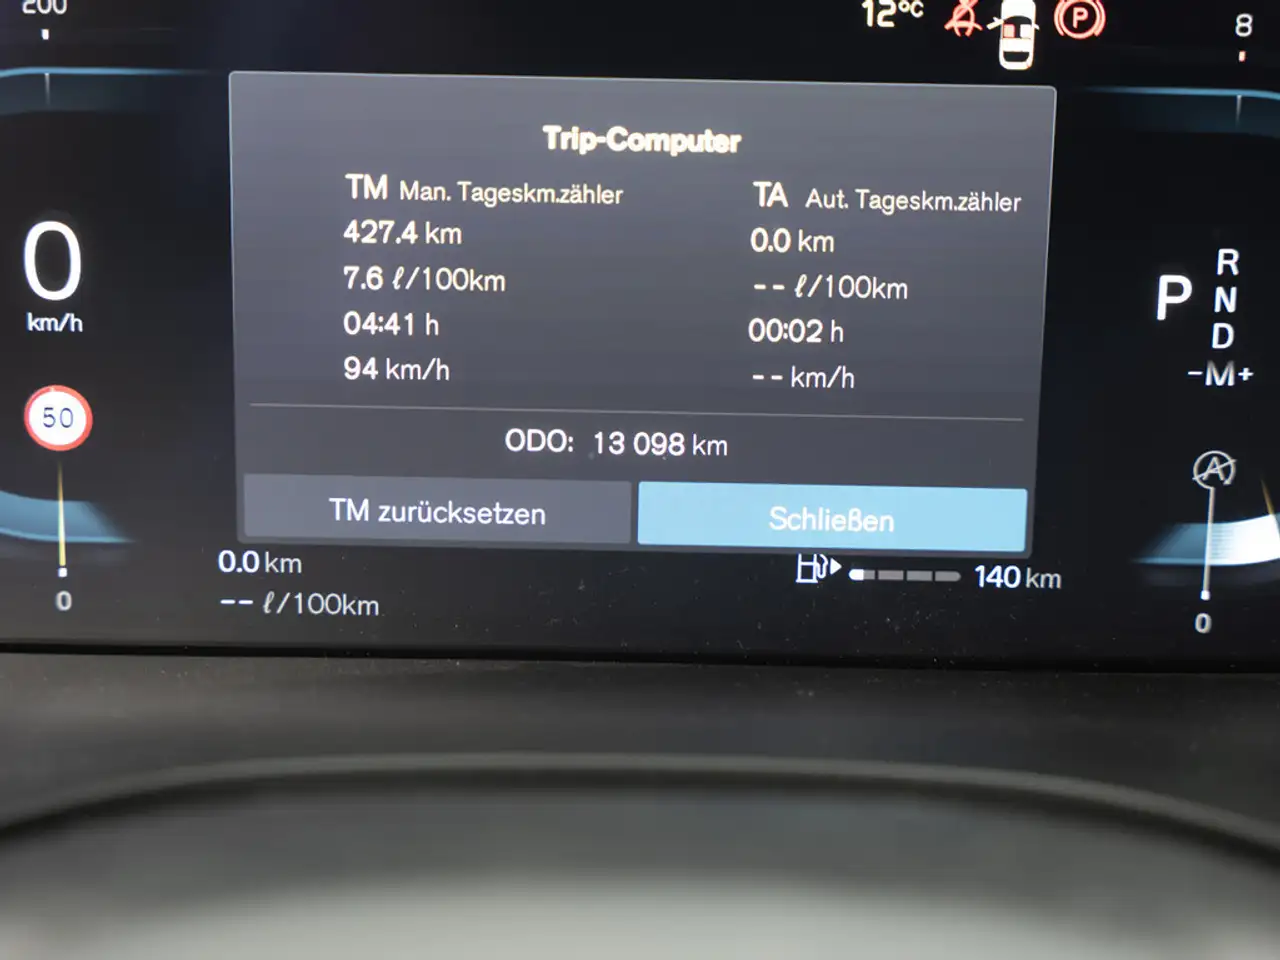 200
12°C
P
8
Trip-Computer
TM Man. Tageskm.zähler
427.4 km
7.6 ℓ/100km
04:41 h
94 km/h
TA Aut. Tageskm.zähler
0.0 km
-- ℓ/100km
00:02 h
-- km/h
ODO: 13 098 km
TM zurücksetzen
Schließen
0
km/h
50
0
P
R
N
D
-M+
A
0.0 km
-- ℓ/100km
140 km
0